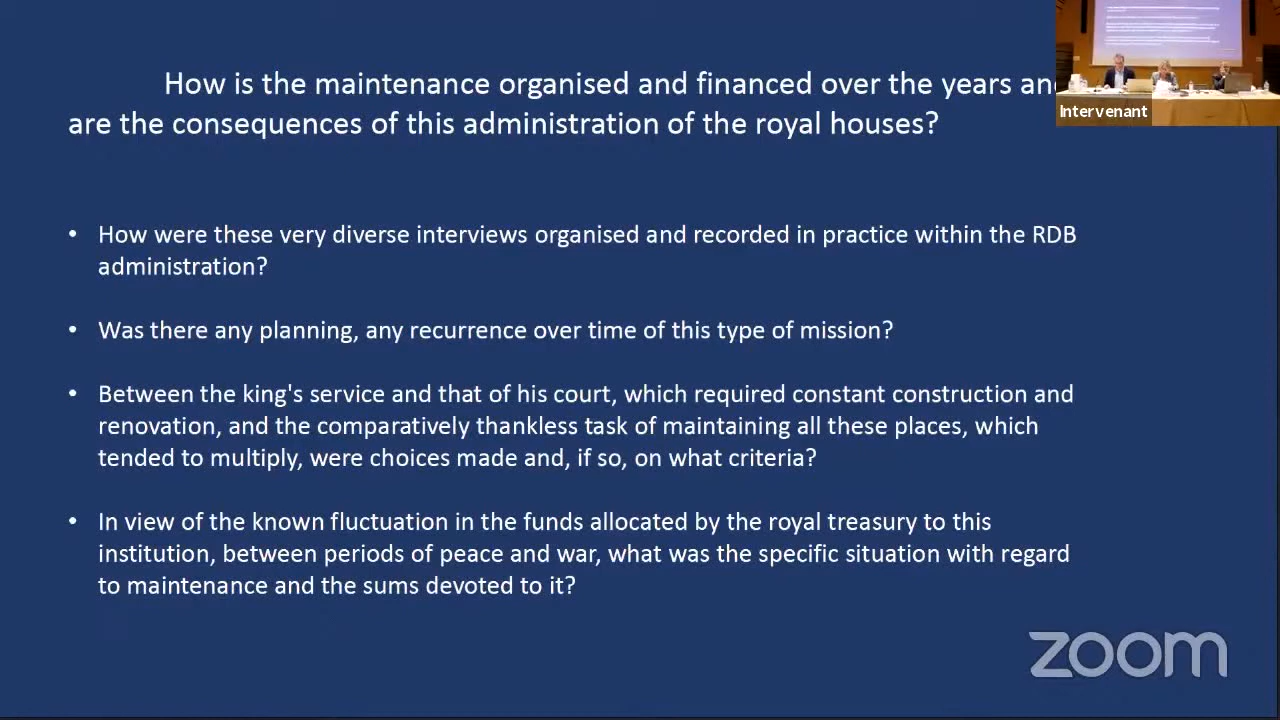 How is the maintenance organised and financed over the years an
are the consequences of this administration of the royal houses?
Intervenant
• How were these very diverse interviews organised and recorded in practice within the RDB
administration?
• Was there any planning, any recurrence over time of this type of mission?
• Between the king's service and that of his court, which required constant construction and
renovation, and the comparatively thankless task of maintaining all these places, which
tended to multiply, were choices made and, if so, on what criteria?
• In view of the known fluctuation in the funds allocated by the royal treasury to this
institution, between periods of peace and war, what was the specific situation with regard
to maintenance and the sums devoted to it?
zoom